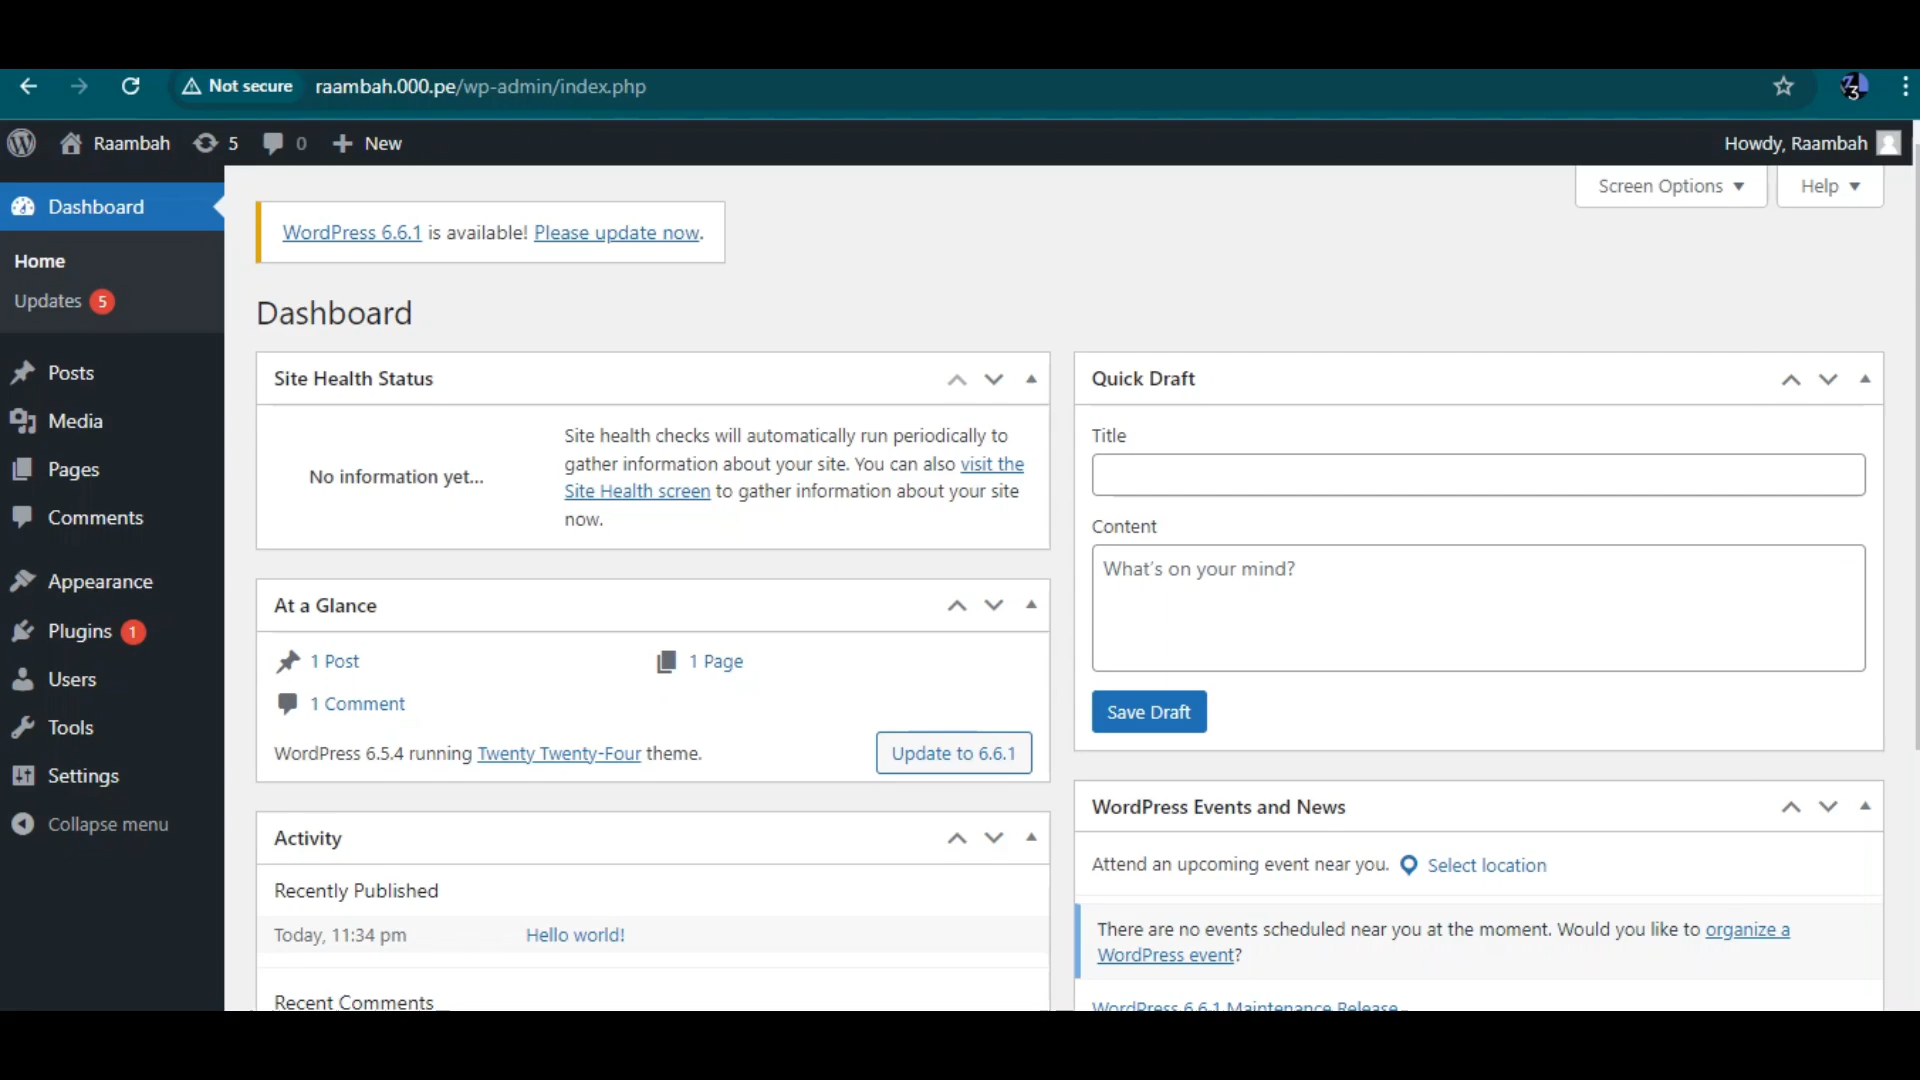 Not secure raambah.000.pe/wp-admin/index.php
Raambah 5 0 New Howdy, Raambah
Screen Options Help
Dashboard
Home
Updates 5
Posts
Media
Pages
Comments
Appearance
Plugins 1
Users
Tools
Settings
Collapse menu
WordPress 6.6.1 is available! Please update now.
Dashboard
Site Health Status
No information yet...
Site health checks will automatically run periodically to
gather information about your site. You can also visit the
Site Health screen to gather information about your site
now.
At a Glance
1 Post 1 Page
1 Comment
WordPress 6.5.4 running Twenty Twenty-Four theme. Update to 6.6.1
Activity
Recently Published
Today, 11:34 pm Hello world!
Recent Comments
Quick Draft
Title
Content
What's on your mind?
Save Draft
WordPress Events and News
Attend an upcoming event near you. Select location
There are no events scheduled near you at the moment. Would you like to organize a
WordPress event?
WordPress 6.6.1 Maintenance Release